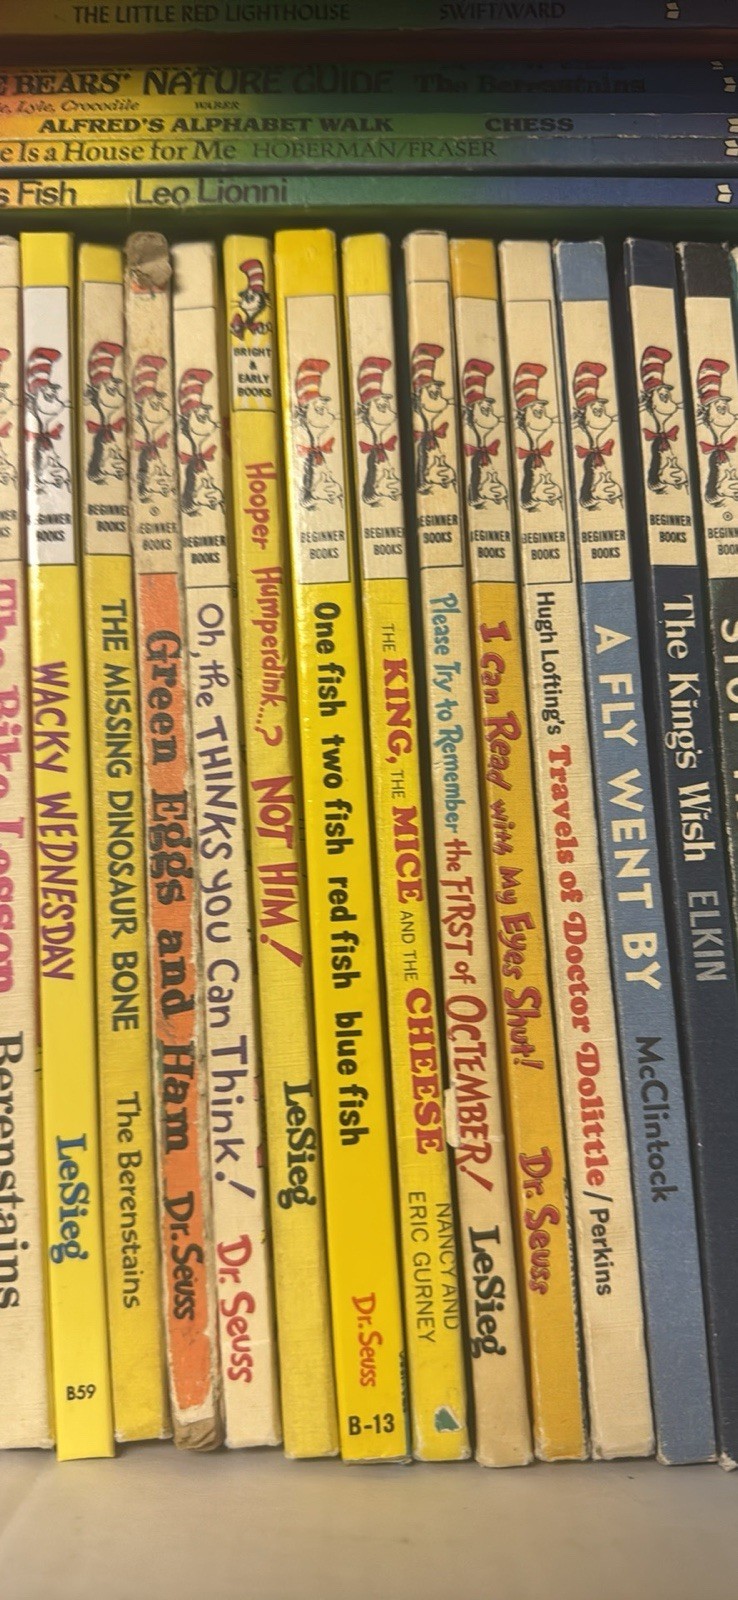 THE LITTLE RED LIGHTHOUSE SWIFT/WARD
BEARS' NATURE GUIDE The Berenstains
Lyle, Crocodile WABER
ALFRED'S ALPHABET WALK CHESS
Is a House for Me HOBERMAN/FRASER
Fish Leo Lionni
The Bike Lesson Berenstains
BEGINNER BOOKS
WACKY WEDNESDAY LeSieg B59
BEGINNER BOOKS
THE MISSING DINOSAUR BONE The Berenstains
BEGINNER BOOKS
Green Eggs and Ham Dr. Seuss
BEGINNER BOOKS
Oh, the THINKS you Can Think! Dr. Seuss
BRIGHT & EARLY BOOKS
Hooper Humperdink...? NOT HIM! LeSieg
BEGINNER BOOKS
One fish two fish red fish blue fish Dr. Seuss B-13
BEGINNER BOOKS
THE KING, THE MICE AND THE CHEESE NANCY AND ERIC GURNEY
BEGINNER BOOKS
Please Try to Remember the FIRST of OCTEMBER! LeSieg
BEGINNER BOOKS
I Can Read with My Eyes Shut! Dr. Seuss
BEGINNER BOOKS
Hugh Lofting's Travels of Doctor Dolittle / Perkins
BEGINNER BOOKS
A FLY WENT BY McClintock
BEGINNER BOOKS
The King's Wish ELKIN